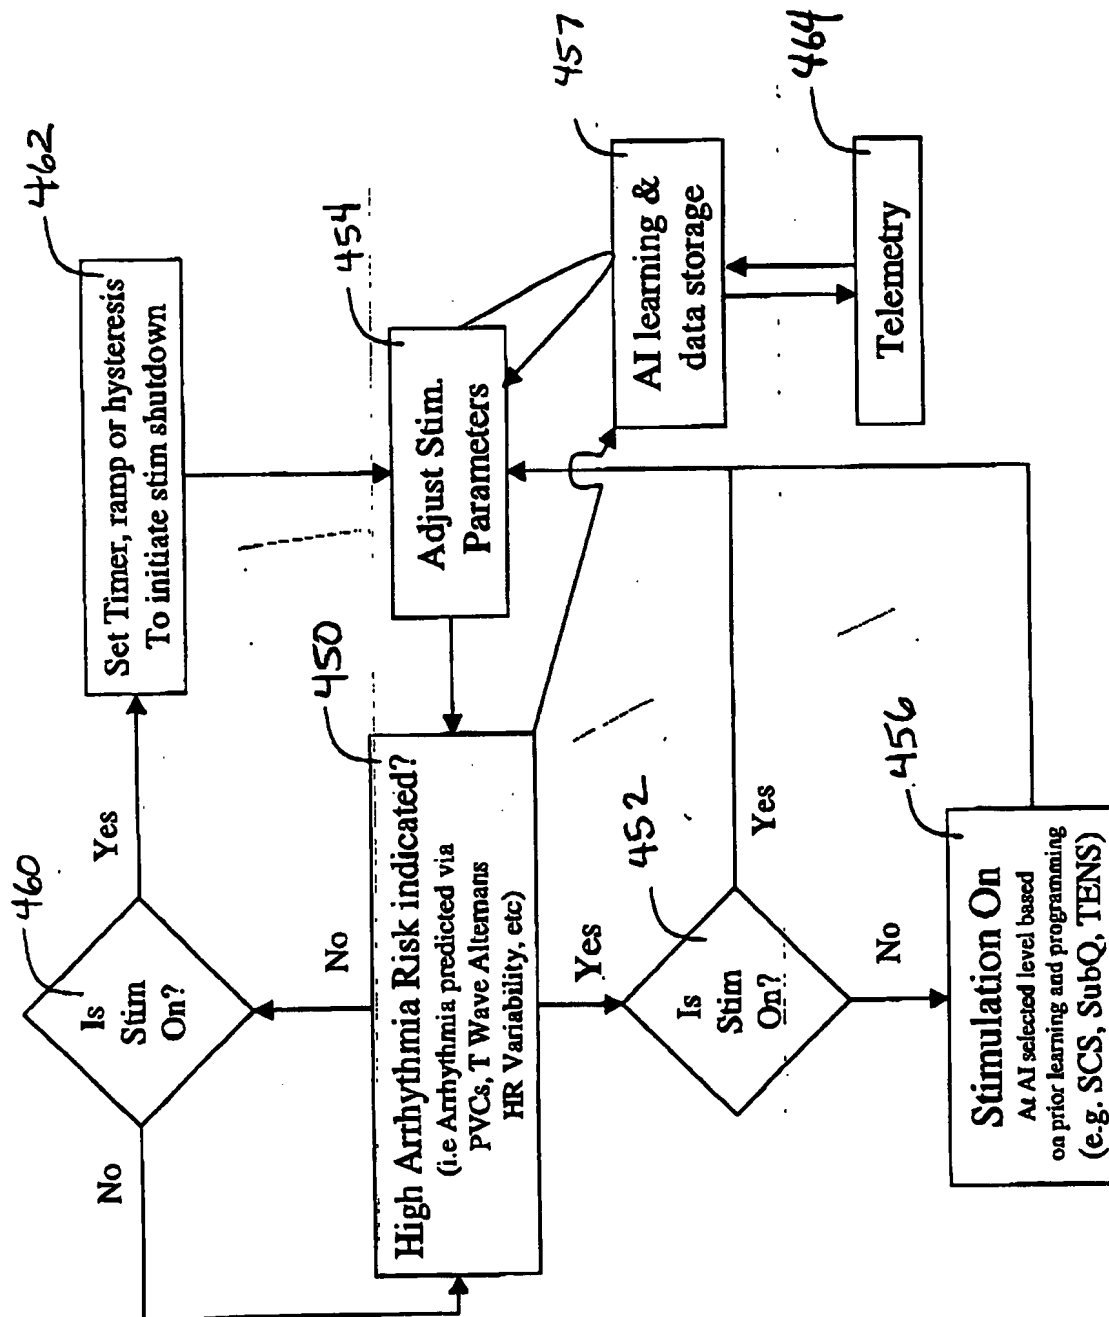 462
Set Timer, ramp or hysteresis
To initiate stim shutdown
460
Is
Stim
On?
Yes
No
No
454
Adjust Stim.
Parameters
450
High Arrhythmia Risk indicated?
(i.e Arrhythmia predicted via
PVCs, T Wave Alternans
HR Variability, etc)
457
AI learning &
data storage
464
Telemetry
Yes
452
Is
Stim
On?
Yes
No
456
Stimulation On
At AI selected level based
on prior learning and programming
(e.g. SCS, SubQ, TENS)